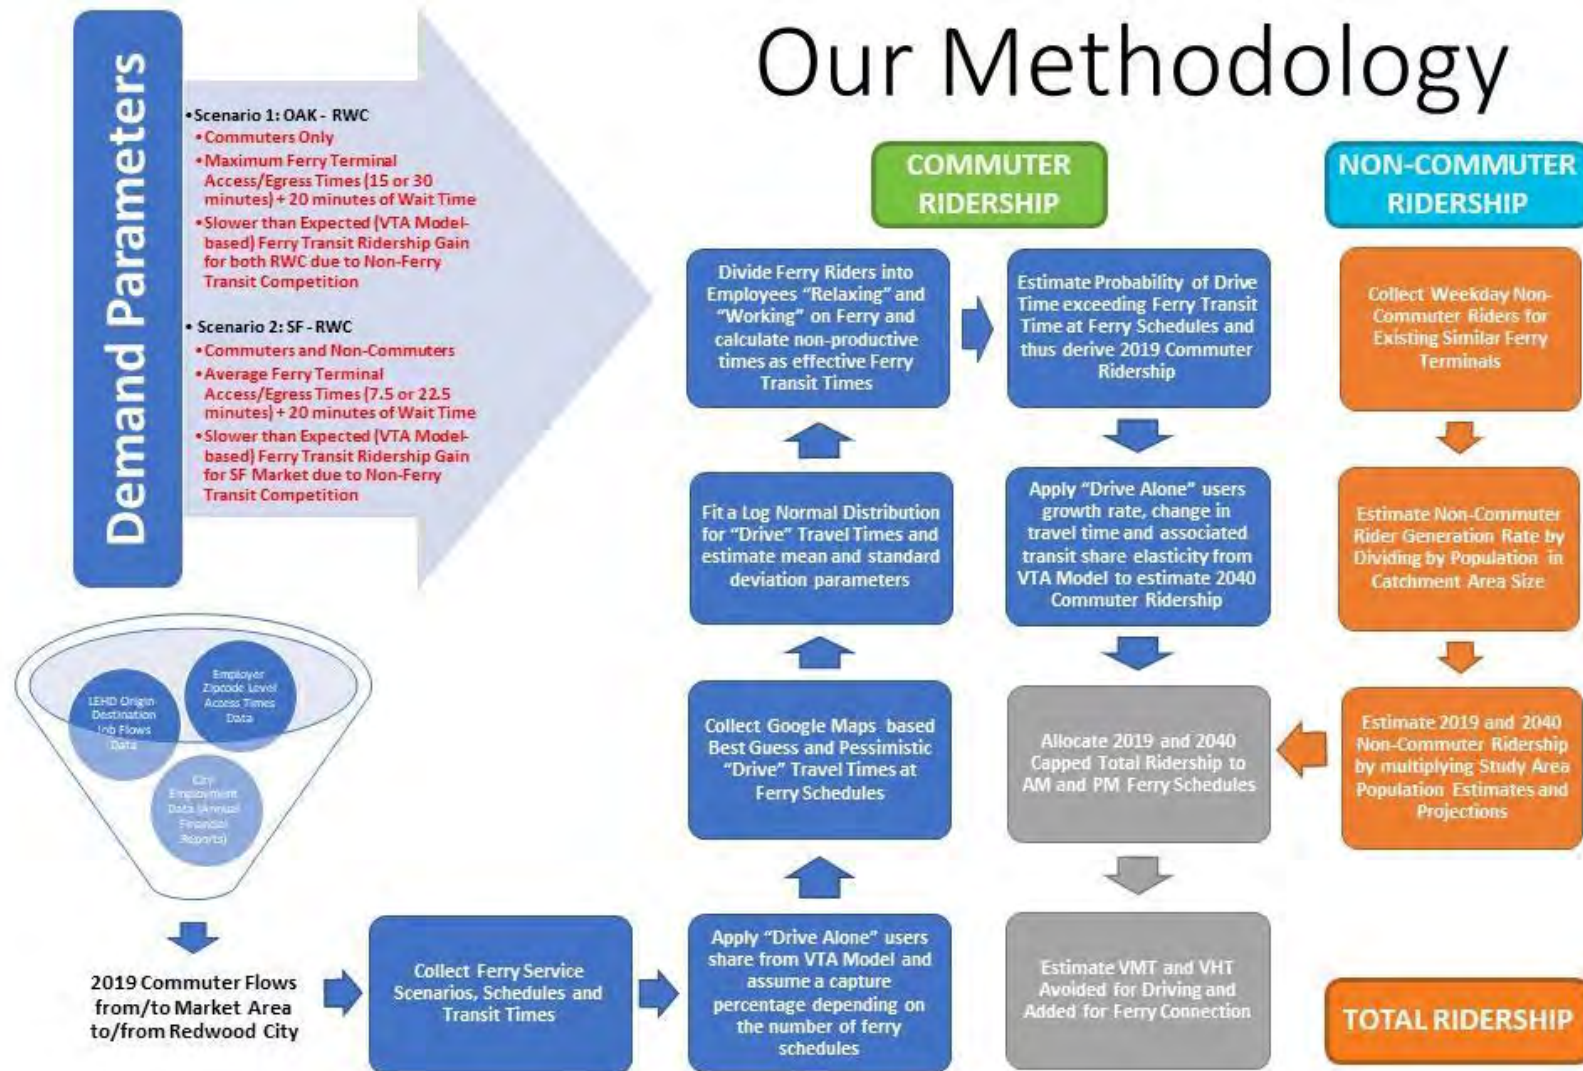 Our Methodology
Demand Parameters
• Scenario 1: OAK - RWC
• Commuters Only
• Maximum Ferry Terminal
Access/Egress Times (15 or 30
minutes) + 20 minutes of Wait Time
• Slower than Expected (VTA Model-
based) Ferry Transit Ridership Gain
for both RWC due to Non-Ferry
Transit Competition
• Scenario 2: SF - RWC
• Commuters and Non-Commuters
• Average Ferry Terminal
Access/Egress Times (7.5 or 22.5
minutes) + 20 minutes of Wait Time
• Slower than Expected (VTA Model-
based) Ferry Transit Ridership Gain
for SF Market due to Non-Ferry
Transit Competition
LEHD Origin
Destination
Job Flows
Data
Employer
Zipcode Level
Access Times
Data
City
Employment
Data (Annual
Financial
Reports)
2019 Commuter Flows
from/to Market Area
to/from Redwood City
Collect Ferry Service
Scenarios, Schedules and
Transit Times
COMMUTER
RIDERSHIP
Apply “Drive Alone” users
share from VTA Model and
assume a capture
percentage depending on
the number of ferry
schedules
Collect Google Maps based
Best Guess and Pessimistic
“Drive” Travel Times at
Ferry Schedules
Fit a Log Normal Distribution
for “Drive” Travel Times and
estimate mean and standard
deviation parameters
Divide Ferry Riders into
Employees “Relaxing” and
“Working” on Ferry and
calculate non-productive
times as effective Ferry
Transit Times
Estimate Probability of Drive
Time exceeding Ferry Transit
Time at Ferry Schedules and
thus derive 2019 Commuter
Ridership
Apply “Drive Alone” users
growth rate, change in
travel time and associated
transit share elasticity from
VTA Model to estimate 2040
Commuter Ridership
NON-COMMUTER
RIDERSHIP
Collect Weekday Non-
Commuter Riders for
Existing Similar Ferry
Terminals
Estimate Non-Commuter
Rider Generation Rate by
Dividing by Population in
Catchment Area Size
Estimate 2019 and 2040
Non-Commuter Ridership
by multiplying Study Area
Population Estimates and
Projections
Allocate 2019 and 2040
Capped Total Ridership to
AM and PM Ferry Schedules
Estimate VMT and VHT
Avoided for Driving and
Added for Ferry Connection
TOTAL RIDERSHIP